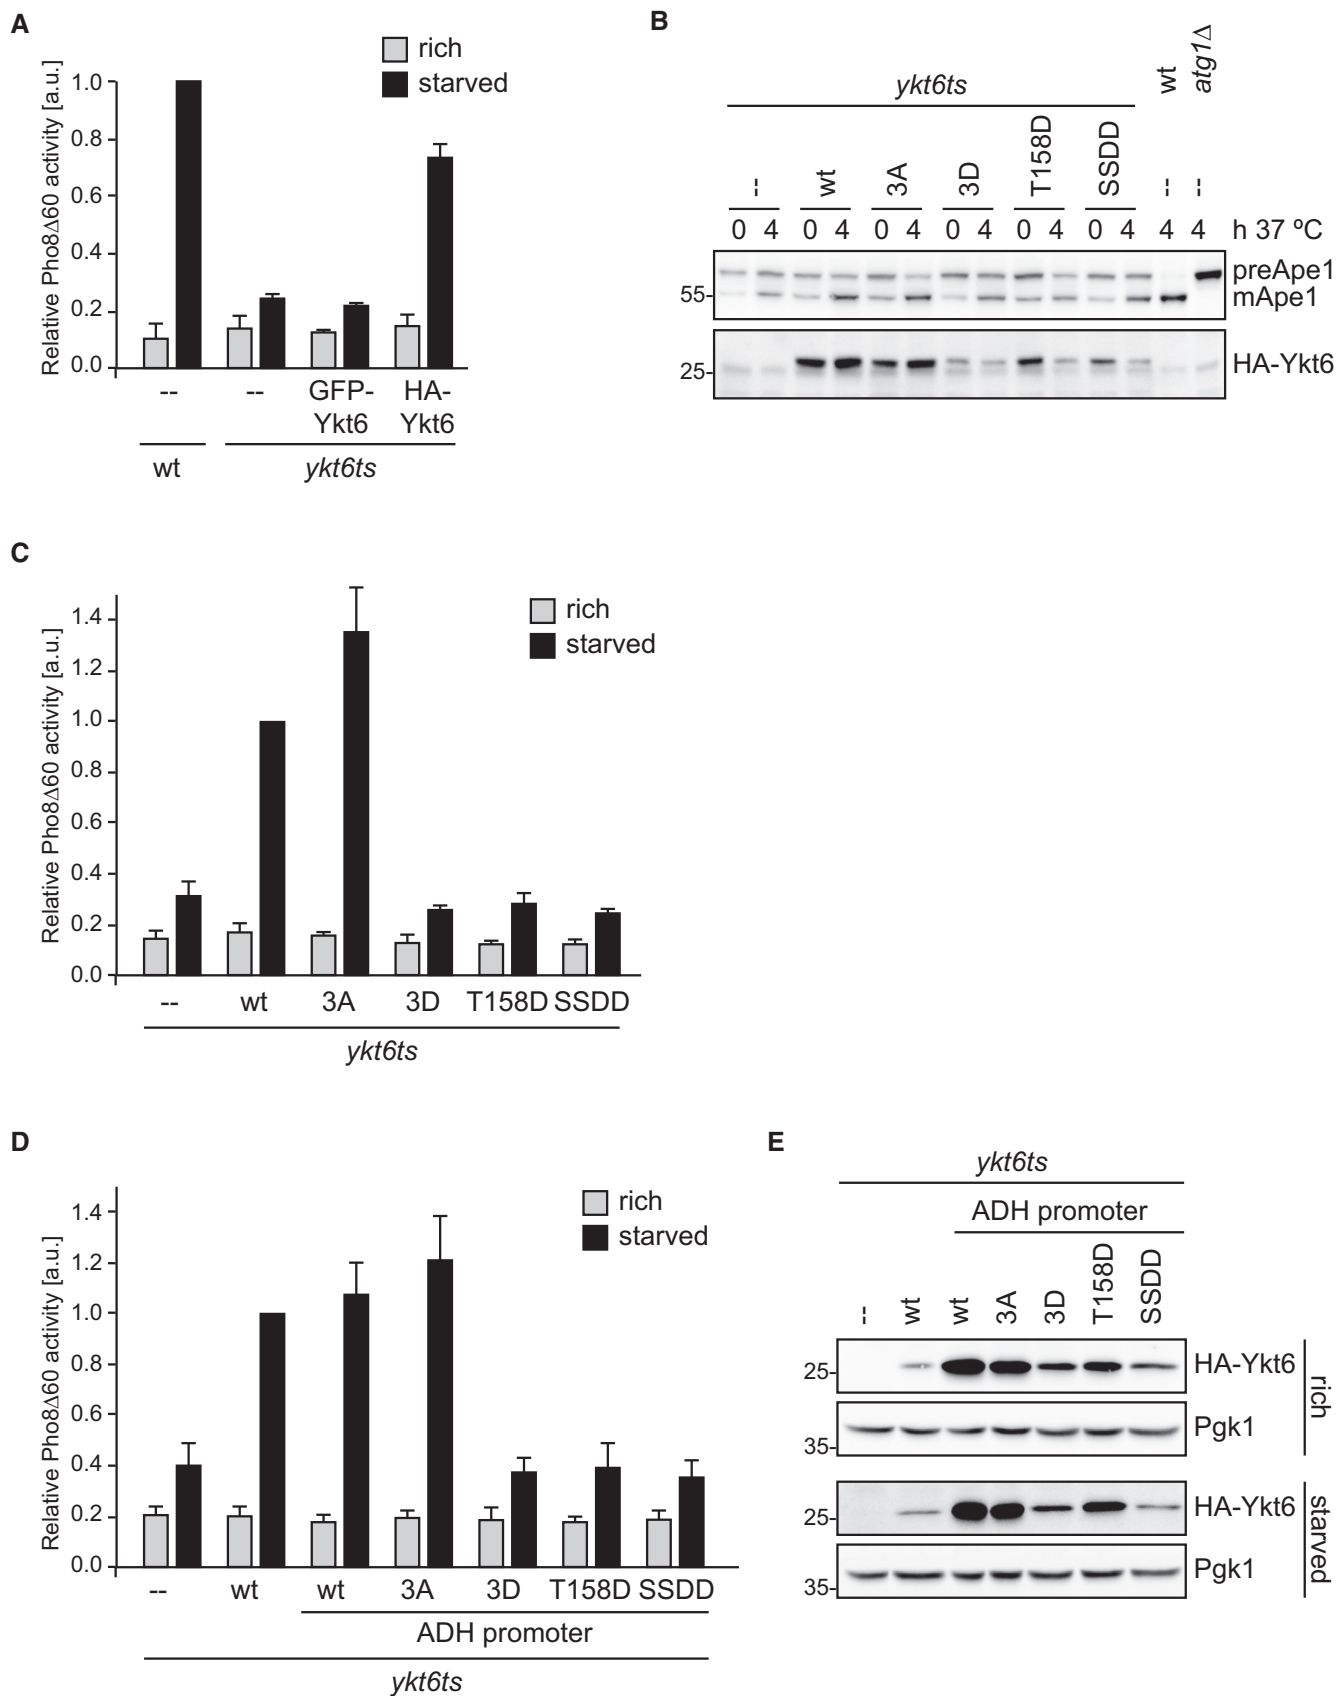 A
rich
starved
Relative Pho8Δ60 activity [a.u.]
1.0
0.8
0.6
0.4
0.2
0.0
-- -- GFP-Ykt6 HA-Ykt6
wt ykt6ts
B
ykt6ts wt atg1Δ
-- wt 3A 3D T158D SSDD -- --
0 4 0 4 0 4 0 4 0 4 0 4 4 4 h 37 ºC
preApe1
55- mApe1
25- HA-Ykt6
C
rich
starved
Relative Pho8Δ60 activity [a.u.]
1.4
1.2
1.0
0.8
0.6
0.4
0.2
0.0
-- wt 3A 3D T158D SSDD
ykt6ts
D
rich
starved
Relative Pho8Δ60 activity [a.u.]
1.4
1.2
1.0
0.8
0.6
0.4
0.2
0.0
-- wt wt 3A 3D T158D SSDD
ADH promoter
ykt6ts
E
ykt6ts
ADH promoter
-- wt wt 3A 3D T158D SSDD
25- HA-Ykt6
35- Pgk1
rich
25- HA-Ykt6
35- Pgk1
starved